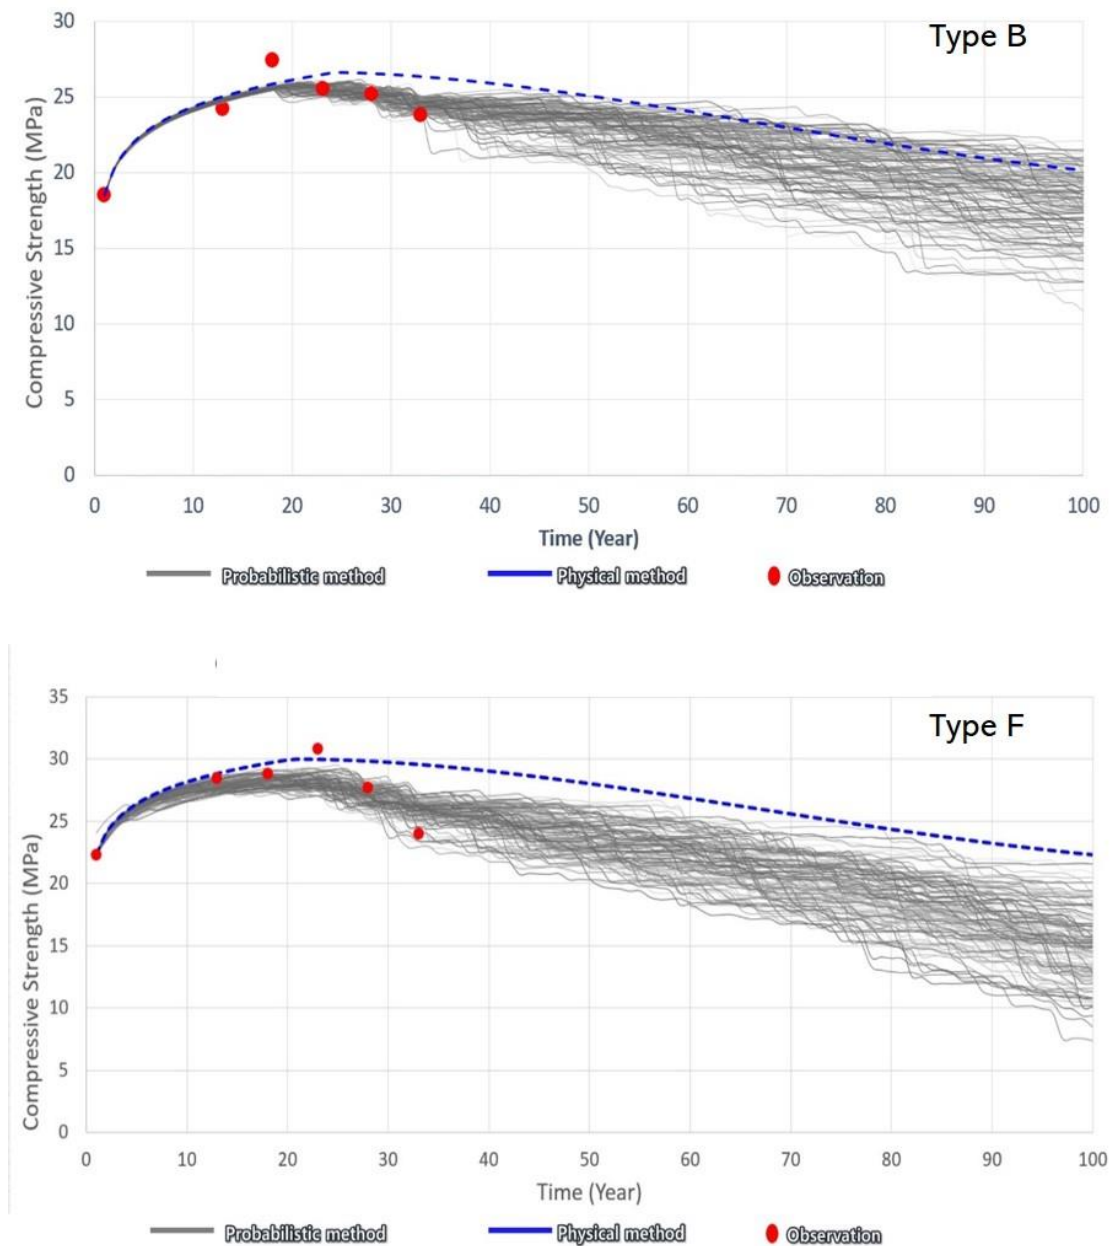 Type B
30
25
20
15
10
5
0
Compressive Strength (MPa)
0 10 20 30 40 50 60 70 80 90 100
Time (Year)
Probabilistic method Physical method Observation
Type F
35
30
25
20
15
10
5
0
Compressive Strength (MPa)
0 10 20 30 40 50 60 70 80 90 100
Time (Year)
Probabilistic method Physical method Observation